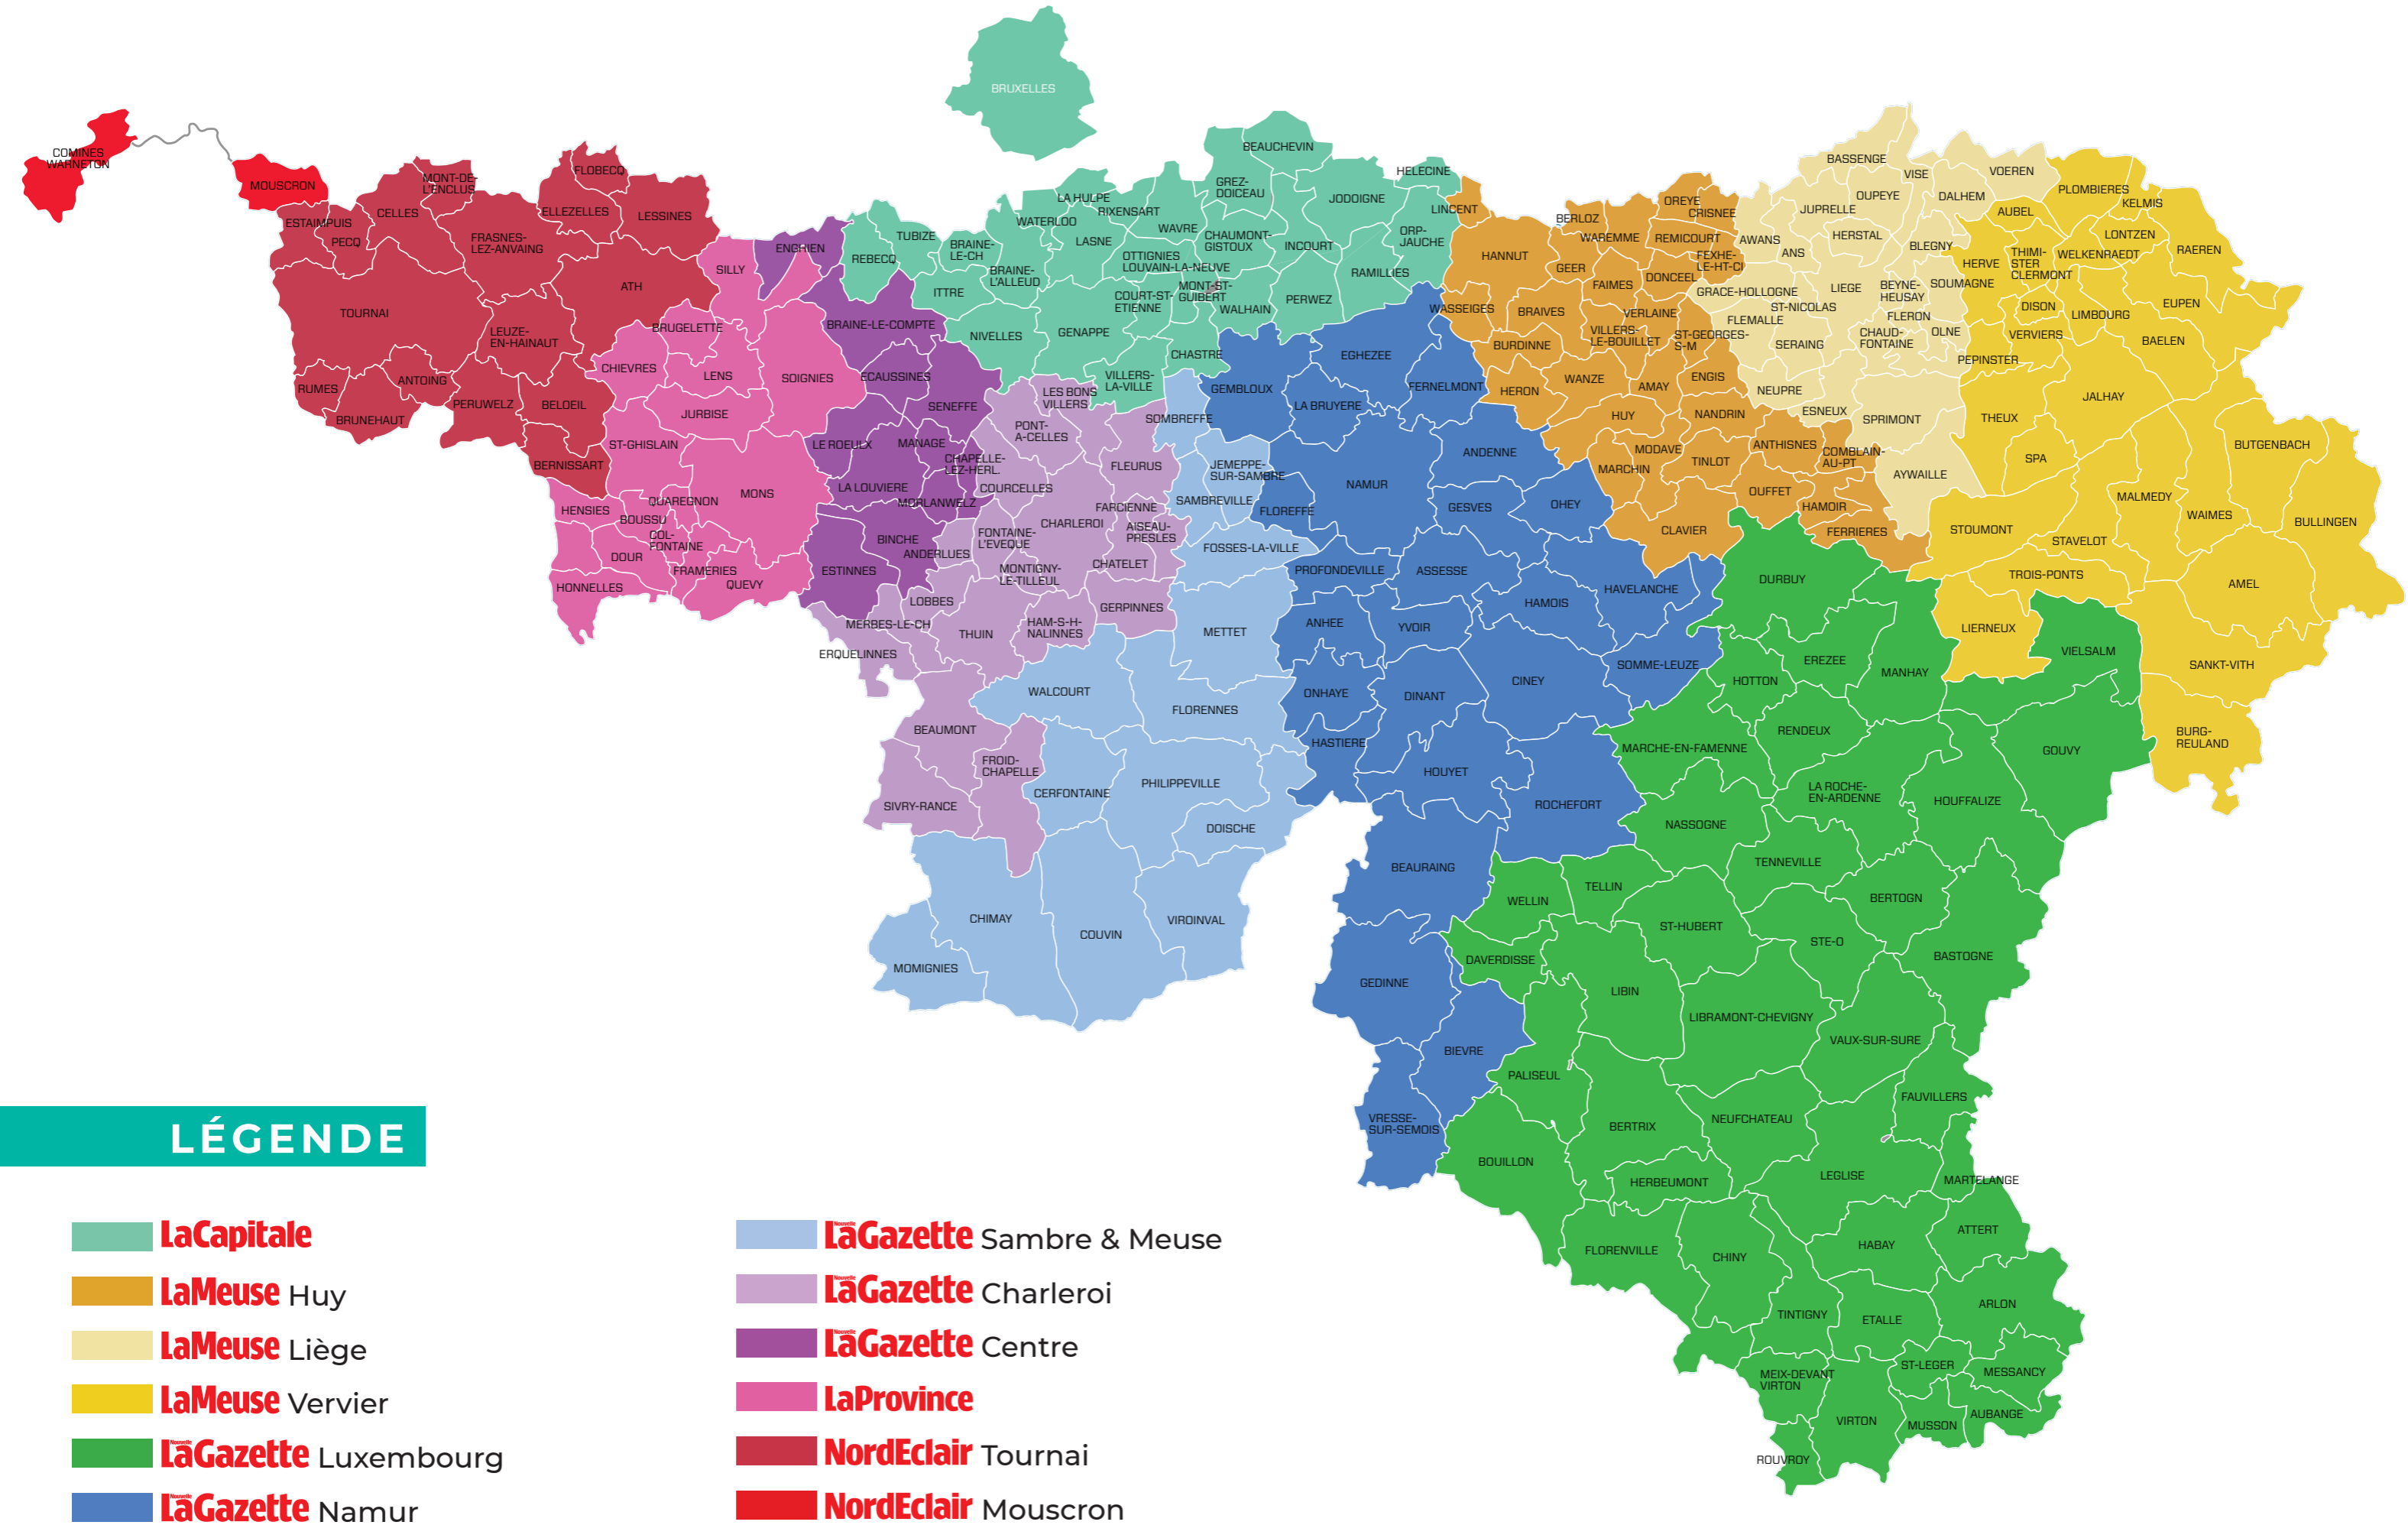 BRUXELLES
COMINES
WARNETON
MOUSCRON
ESTAIMPUIS
PECQ
CELLES
MONT-DE-
L'ENCLUS
FLOBECQ
ELLEZELLES
LESSINES
FRASNES-
LEZ-ANVAING
TOURNAI
ATH
LEUZE-
EN-HAINAUT
RUMES
ANTOING
BRUNEHAUT
PERUWELZ
BELOEIL
BERNISSART
SILLY
ENGHIEN
BRUGELETTE
CHIEVRES
LENS
SOIGNIES
JURBISE
ST-GHISLAIN
MONS
HENSIES
QUAREGNON
BOUSSU
COL-
FONTAINE
DOUR
FRAMERIES
QUEVY
HONNELLES
BRAINE-LE-COMPTE
ECAUSSINES
SENEFFE
LE ROEULX
MANAGE
CHAPELLE-
LEZ-HERL.
LA LOUVIERE
MORLANWELZ
BINCHE
ESTINNES
ANDERLUES
REBECQ
TUBIZE
BRAINE-
LE-CH
ITTRE
BRAINE-
L'ALLEUD
WATERLOO
LA HULPE
RIXENSART
LASNE
WAVRE
OTTIGNIES
LOUVAIN-LA-NEUVE
GREZ-
DOICEAU
BEAUCHEVIN
CHAUMONT-
GISTOUX
INCOURT
JODOIGNE
HELECINE
ORP-
JAUCHE
RAMILLIES
PERWEZ
MONT-ST-
GUIBERT
COURT-ST-
ETIENNE
WALHAIN
NIVELLES
GENAPPE
CHASTRE
VILLERS-
LA-VILLE
LES BONS
VILLERS
PONT-
A-CELLES
FLEURUS
COURCELLES
FARCIENNE
CHARLEROI
AISEAU-
PRESLES
FONTAINE-
L'EVEQUE
CHATELET
MONTIGNY-
LE-TILLEUL
GERPINNES
LOBBES
MERBES-LE-CH
THUIN
HAM-S-H-
NALINNES
ERQUELINNES
BEAUMONT
FROID-
CHAPELLE
SIVRY-RANCE
SOMBREFFE
JEMEPPE-
SUR-SAMBRE
SAMBREVILLE
FOSSES-LA-VILLE
METTET
WALCOURT
FLORENNES
CERFONTAINE
PHILIPPEVILLE
DOISCHE
CHIMAY
COUVIN
VIROINVAL
MOMIGNIES
GEMBLOUX
EGHEZEE
LA BRUYERE
FERNELMONT
NAMUR
FLOREFFE
ANDENNE
GESVES
OHEY
PROFONDEVILLE
ASSESSE
HAMOIS
HAVELANCHE
ANHEE
YVOIR
SOMME-LEUZE
ONHAYE
DINANT
CINEY
HASTIERE
HOUYET
ROCHEFORT
BEAURAING
GEDINNE
BIEVRE
VRESSE-
SUR-SEMOIS
LINCENT
HANNUT
BERLOZ
WAREMME
OREYE
CRISNEE
REMICOURT
FEXHE-
LE-HT-CL
GEER
FAIMES
DONCEEL
WASSEIGES
BRAIVES
VERLAINE
VILLERS-
LE-BOUILLET
ST-GEORGES-
S-M
BURDINNE
HERON
WANZE
AMAY
ENGIS
HUY
NANDRIN
MODAVE
MARCHIN
TINLOT
ANTHISNES
COMBLAIN-
AU-PT
OUFFET
HAMOIR
CLAVIER
FERRIERES
BASSENGE
VISE
VOEREN
OUPEYE
DALHEM
JUPRELLE
AWANS
ANS
HERSTAL
BLEGNY
GRACE-HOLLOGNE
LIEGE
BEYNE-
HEUSAY
SOUMAGNE
ST-NICOLAS
FLEMALLE
FLERON
SERAING
CHAUD-
FONTAINE
OLNE
NEUPRE
ESNEUX
SPRIMONT
AYWAILLE
PLOMBIERES
KELMIS
AUBEL
LONTZEN
RAEREN
THIMI-
STER
CLERMONT
WELKENRAEDT
HERVE
EUPEN
DISON
LIMBOURG
VERVIERS
BAELEN
PEPINSTER
THEUX
JALHAY
SPA
BUTGENBACH
MALMEDY
WAIMES
BULLINGEN
STOUMONT
STAVELOT
TROIS-PONTS
AMEL
LIERNEUX
SANKT-VITH
BURG-
REULAND
DURBUY
VIELSALM
EREZEE
HOTTON
MANHAY
RENDEUX
MARCHE-EN-FAMENNE
GOUVY
LA ROCHE-
EN-ARDENNE
HOUFFALIZE
NASSOGNE
TENNEVILLE
TELLIN
WELLIN
BERTOGN
ST-HUBERT
STE-O
BASTOGNE
DAVERDISSE
LIBIN
LIBRAMONT-CHEVIGNY
VAUX-SUR-SURE
PALISEUL
FAUVILLERS
BERTRIX
NEUFCHATEAU
BOUILLON
HERBEUMONT
LEGLISE
MARTELANGE
ATTERT
FLORENVILLE
CHINY
HABAY
ARLON
TINTIGNY
ETALLE
MEIX-DEVANT
VIRTON
ST-LEGER
MESSANCY
VIRTON
MUSSON
AUBANGE
ROUVROY
LÉGENDE
LaCapitale
LaMeuse Huy
LaMeuse Liège
LaMeuse Vervier
La Nouvelle Gazette Luxembourg
La Nouvelle Gazette Namur
La Nouvelle Gazette Sambre & Meuse
La Nouvelle Gazette Charleroi
La Nouvelle Gazette Centre
LaProvince
NordEclair Tournai
NordEclair Mouscron